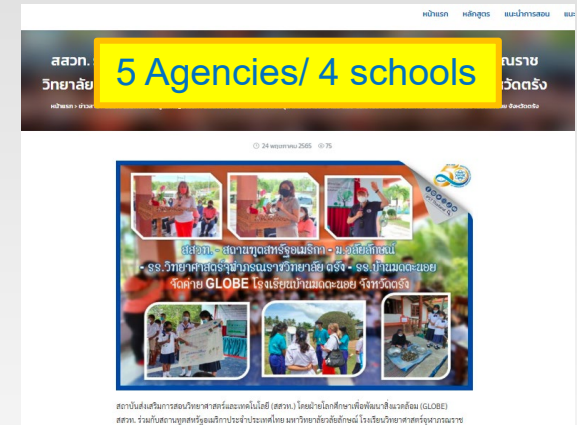 หน้าแรก หลักสูตร แนะนำการสอน
สสวท.
ณราช
5 Agencies/ 4 schools
วิทยาลัย
วัดตรัง
24 พฤษภาคม 2565 75
สสวท. - สถานทูตสหรัฐอเมริกา - ม.วลัยลักษณ์
- รร.วิทยาศาสตร์จุฬาภรณราชวิทยาลัย ตรัง - รร.บ้านมดตะนอย
จัดค่าย GLOBE โรงเรียนบ้านมดตะนอย จังหวัดตรัง
สถาบันส่งเสริมการสอนวิทยาศาสตร์และเทคโนโลยี (สสวท.) โดยฝ่ายโลกศึกษาเพื่อพัฒนาสิ่งแวดล้อม (GLOBE)
สสวท. ร่วมกับสถานทูตสหรัฐอเมริกาประจำประเทศไทย มหาวิทยาลัยวลัยลักษณ์ โรงเรียนวิทยาศาสตร์จุฬาภรณราช